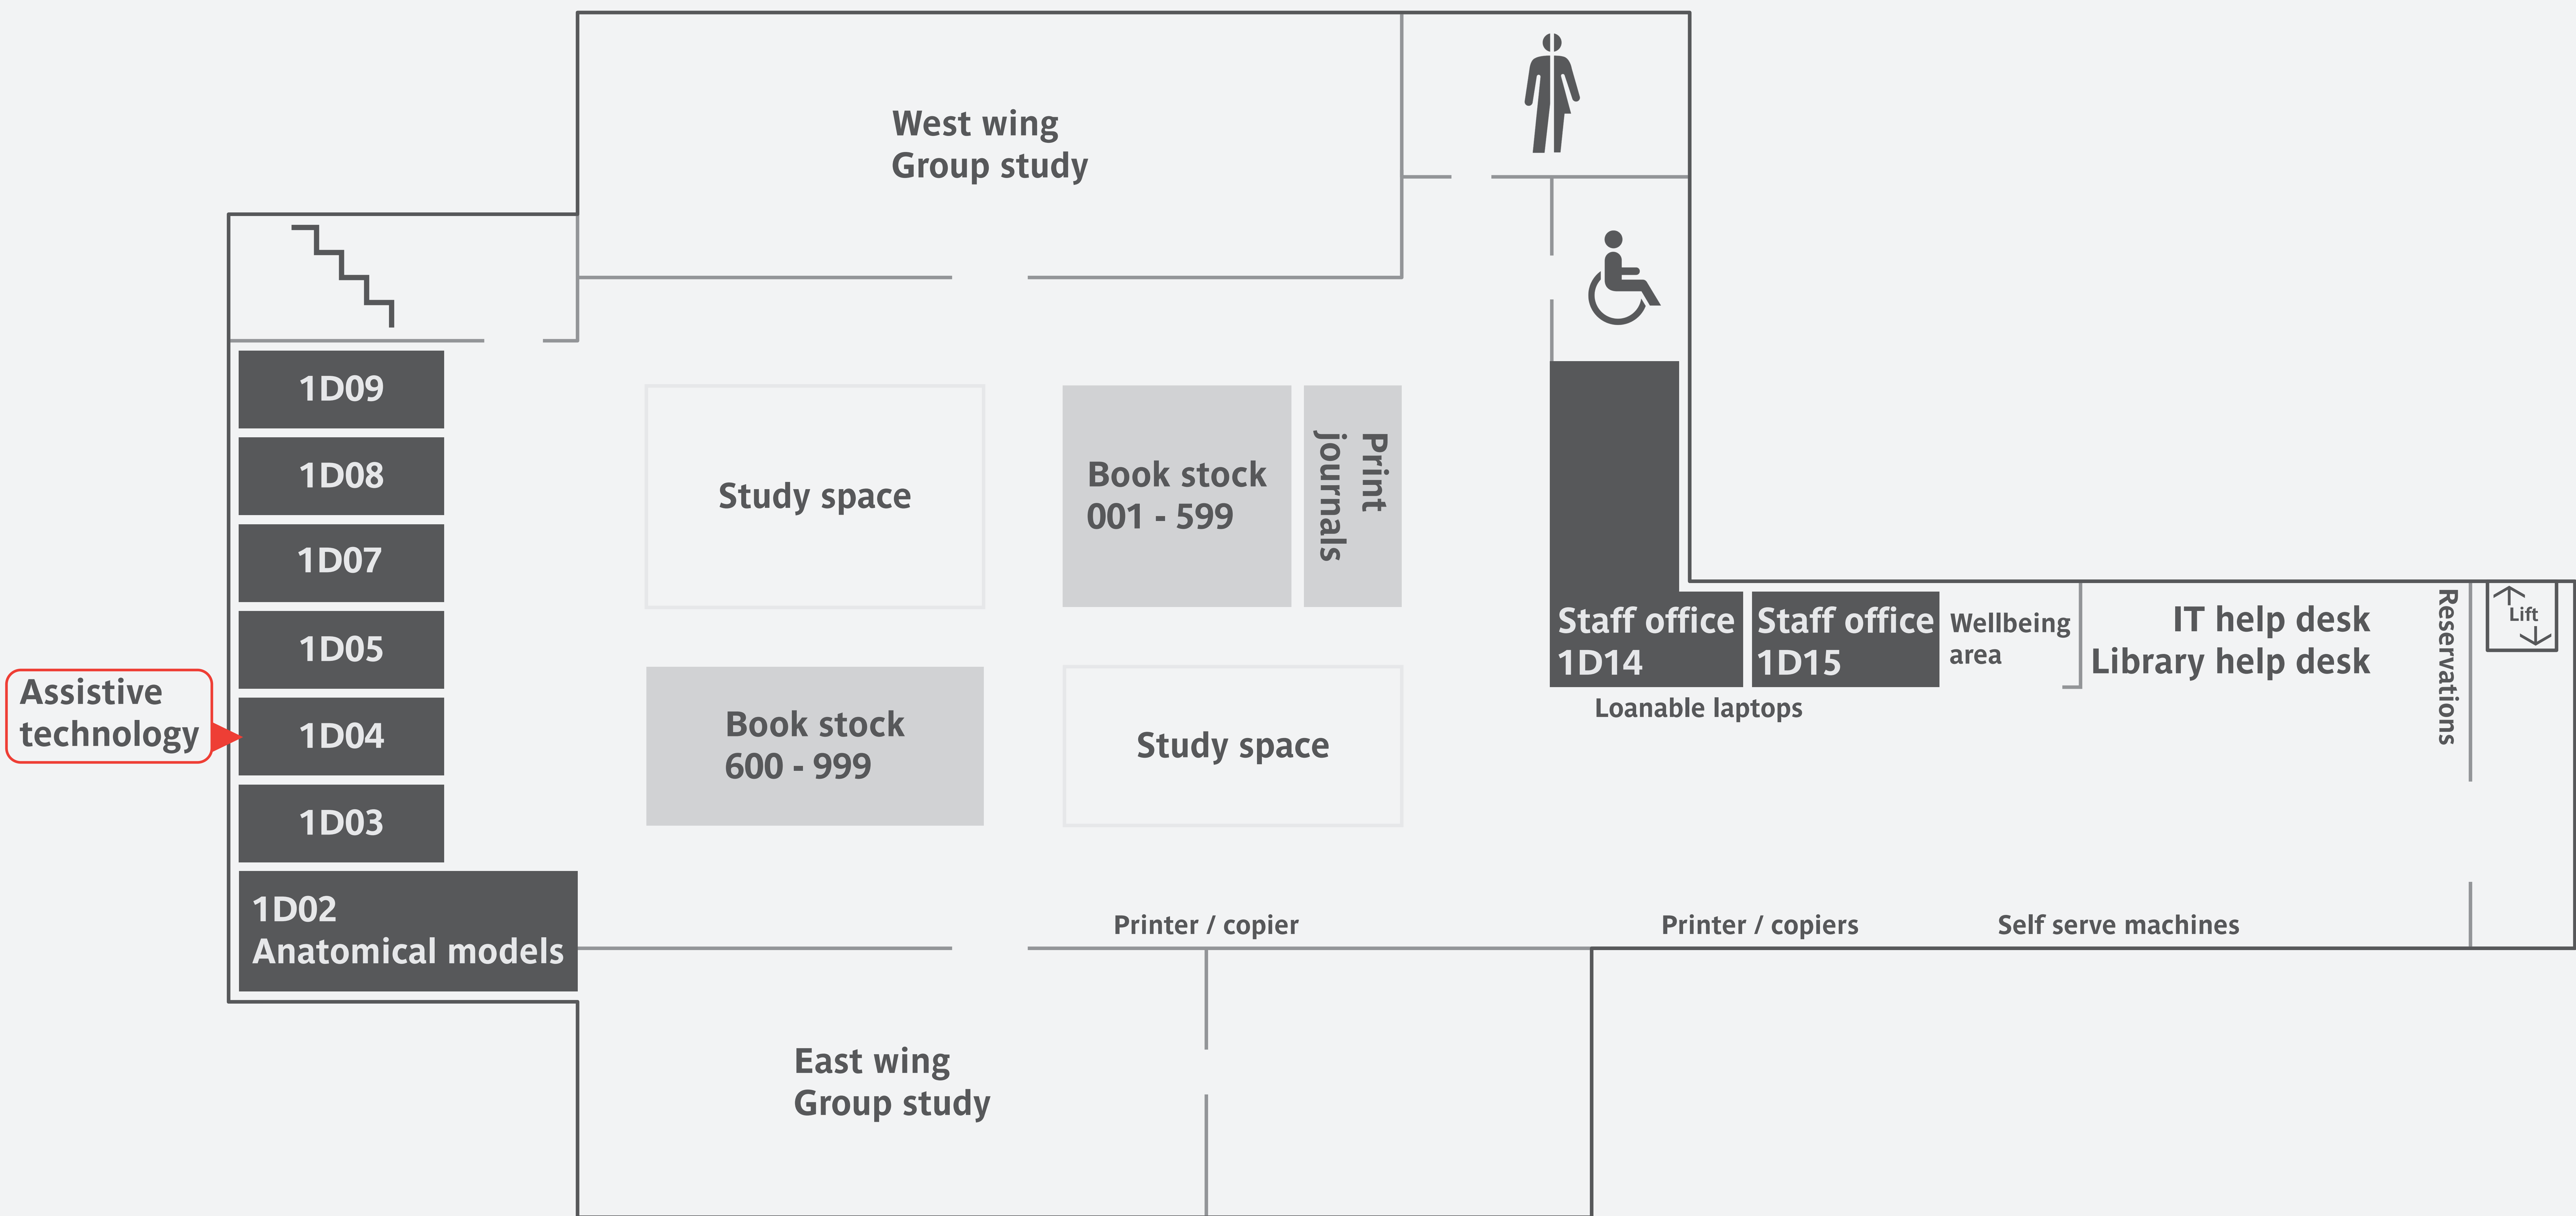 West wing
Group study
1D09
1D08
1D07
1D05
1D04
1D03
1D02
Anatomical models
Assistive
technology
Study space
Book stock
001 - 599
Print
journals
Book stock
600 - 999
Study space
Staff office
1D14
Staff office
1D15
Wellbeing
area
IT help desk
Library help desk
Reservations
Lift
Loanable laptops
Printer / copier
Printer / copiers
Self serve machines
East wing
Group study